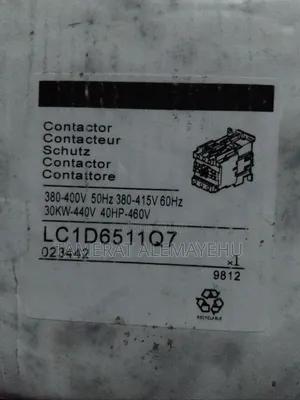 Contactor
Contacteur
Schutz
Contactor
Contattore
380-400V 50Hz 380-415V 60Hz
30KW-440V 40HP-460V
LC1D6511Q7
TAMERAT ALEMAYEHU
023442
x1
9812
RECYCLABLE